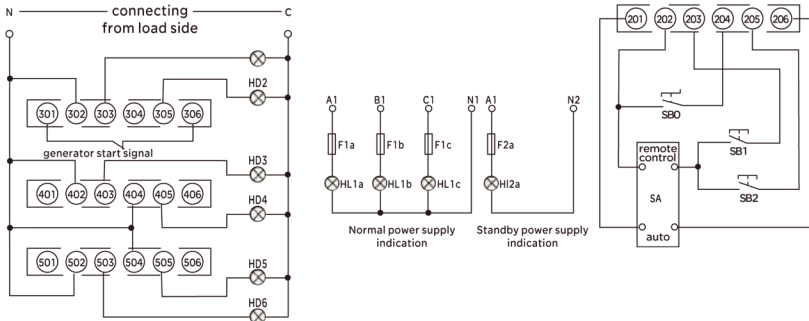 N connecting C
from load side
HD2
301 302 303 304 305 306
generator start signal
HD3
401 402 403 404 405 406
HD4
501 502 503 504 505 506
HD5
HD6
A1 B1 C1 N1 A1 N2
F1a F1b F1c F2a
HL1a HL1b HL1c Hl2a
Normal power supply
indication
Standby power supply
indication
201 202 203 204 205 206
SB0
remote
control
SB1
SA
SB2
auto